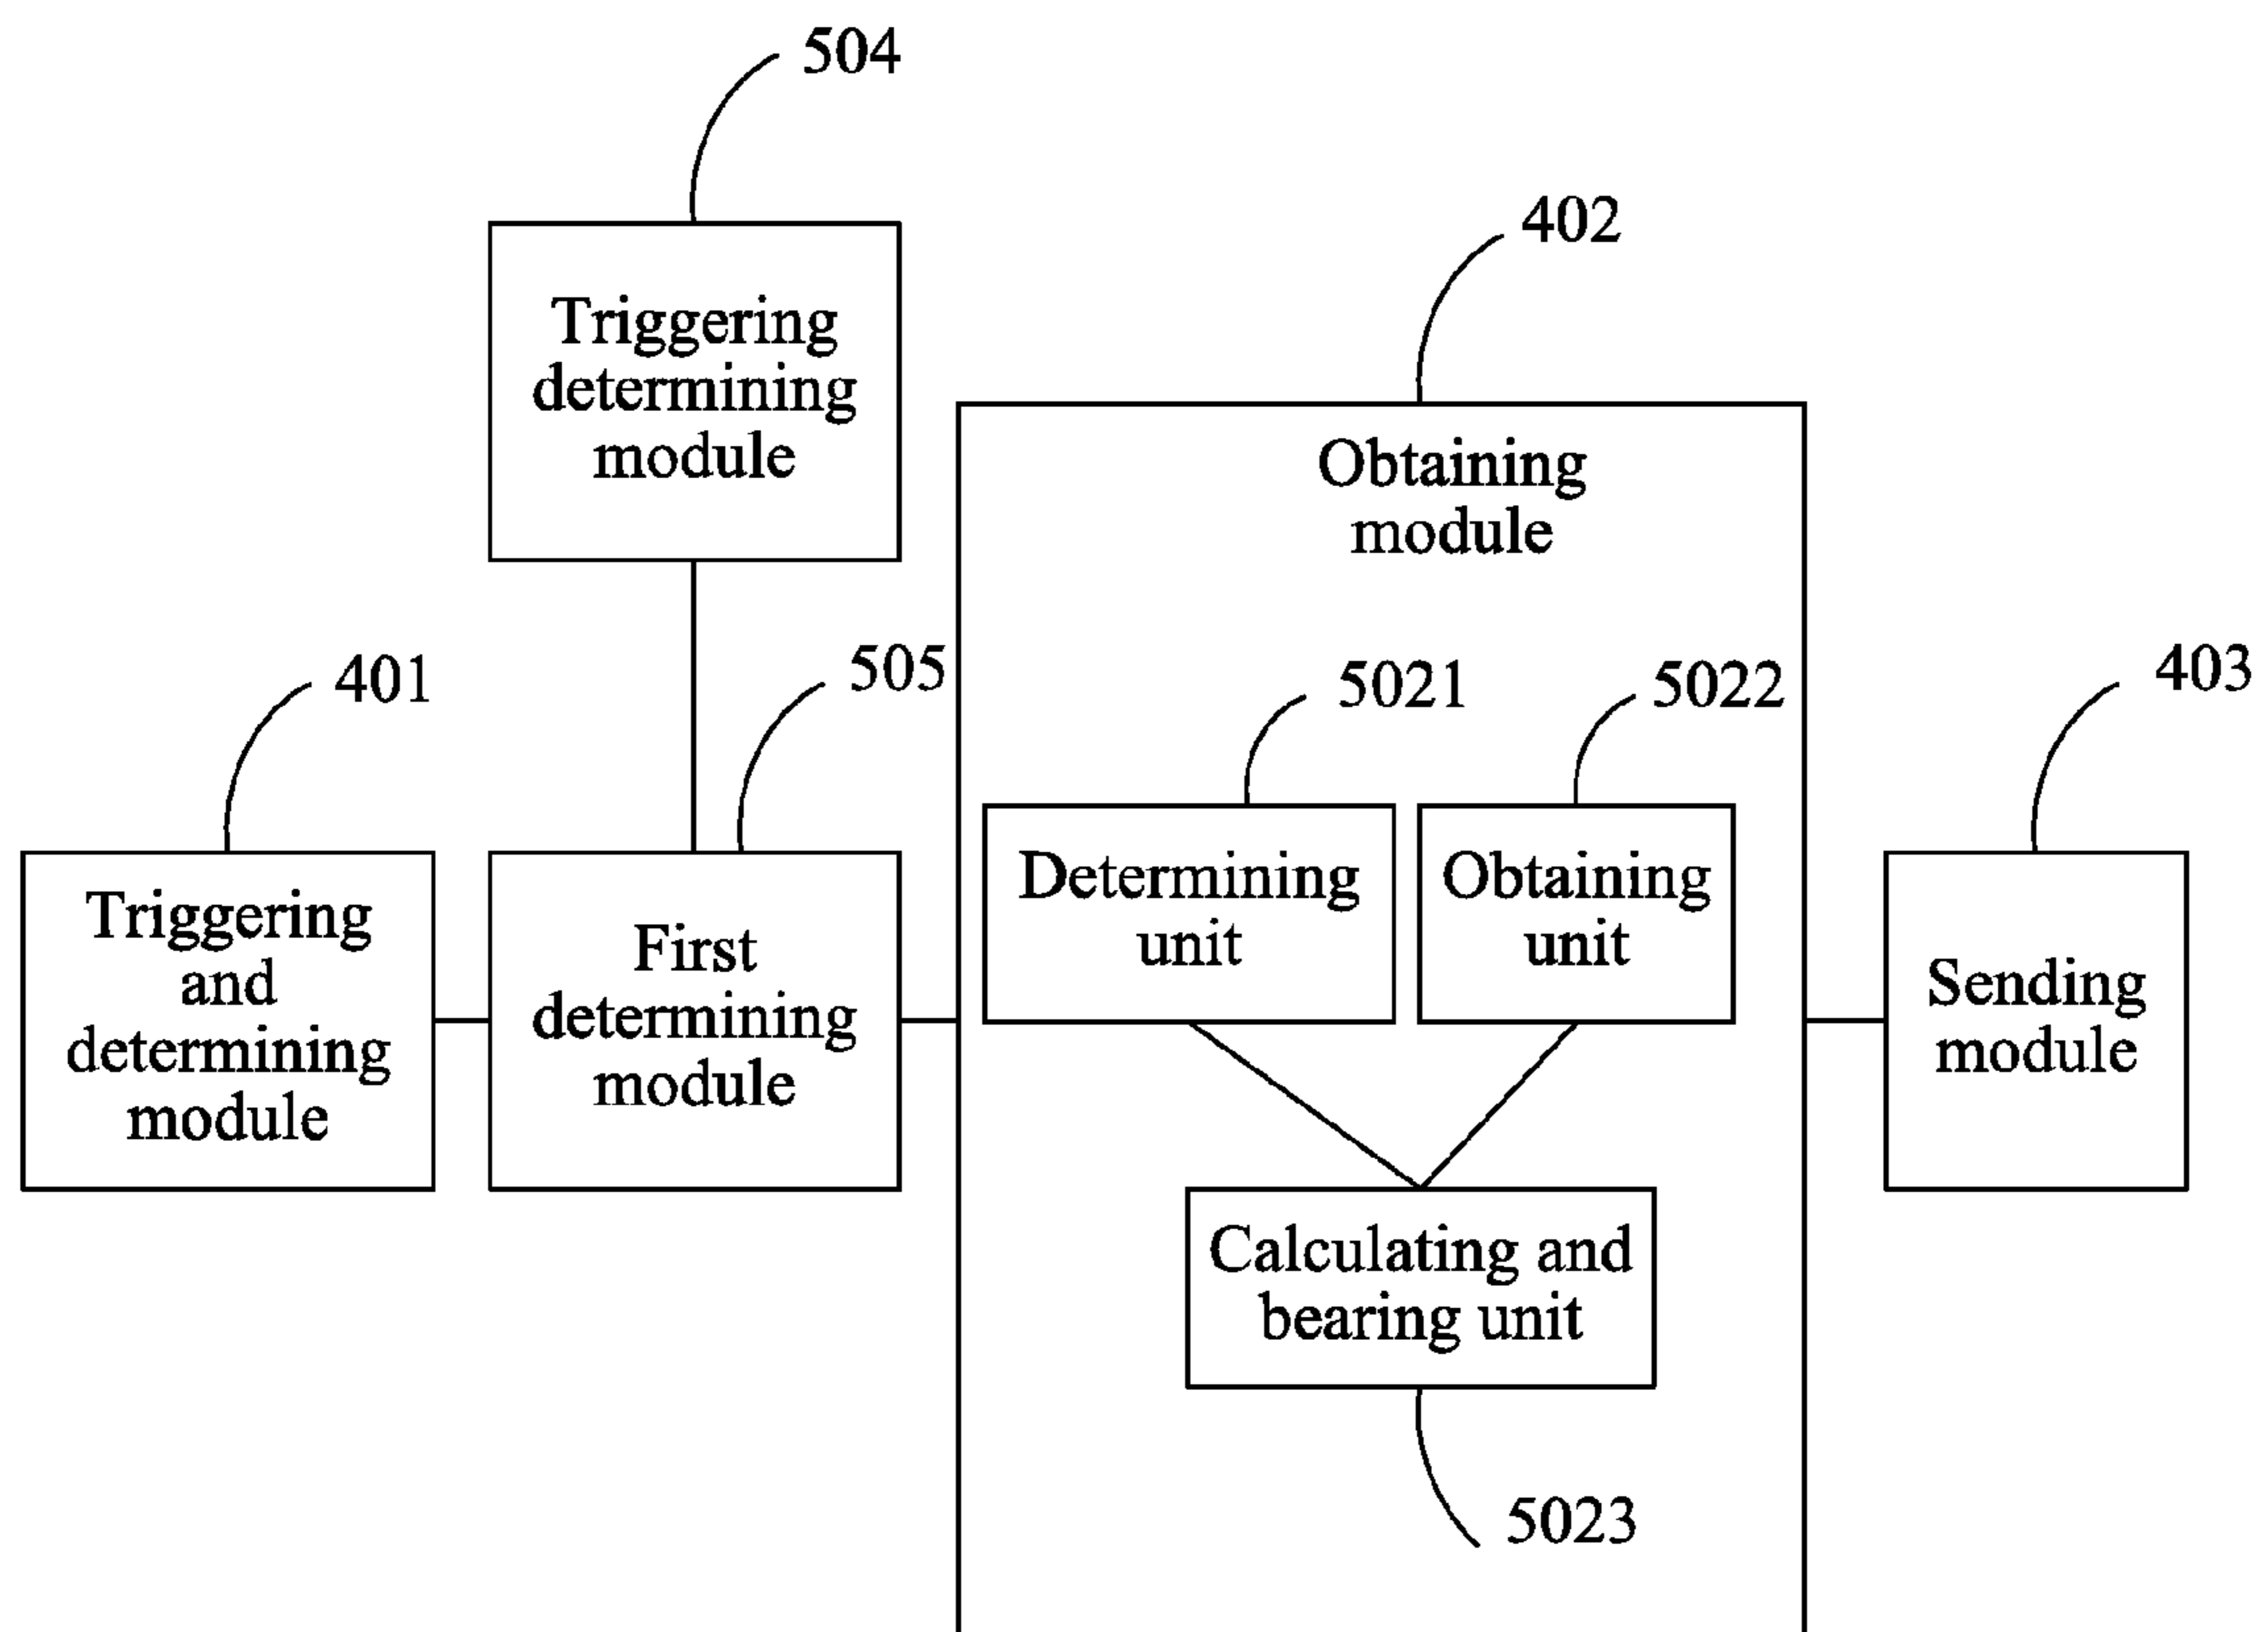 504
Triggering
determining
module
402
Obtaining
module
401
505
5021
5022
403
Triggering
and
determining
module
First
determining
module
Determining
unit
Obtaining
unit
Sending
module
Calculating and
bearing unit
5023